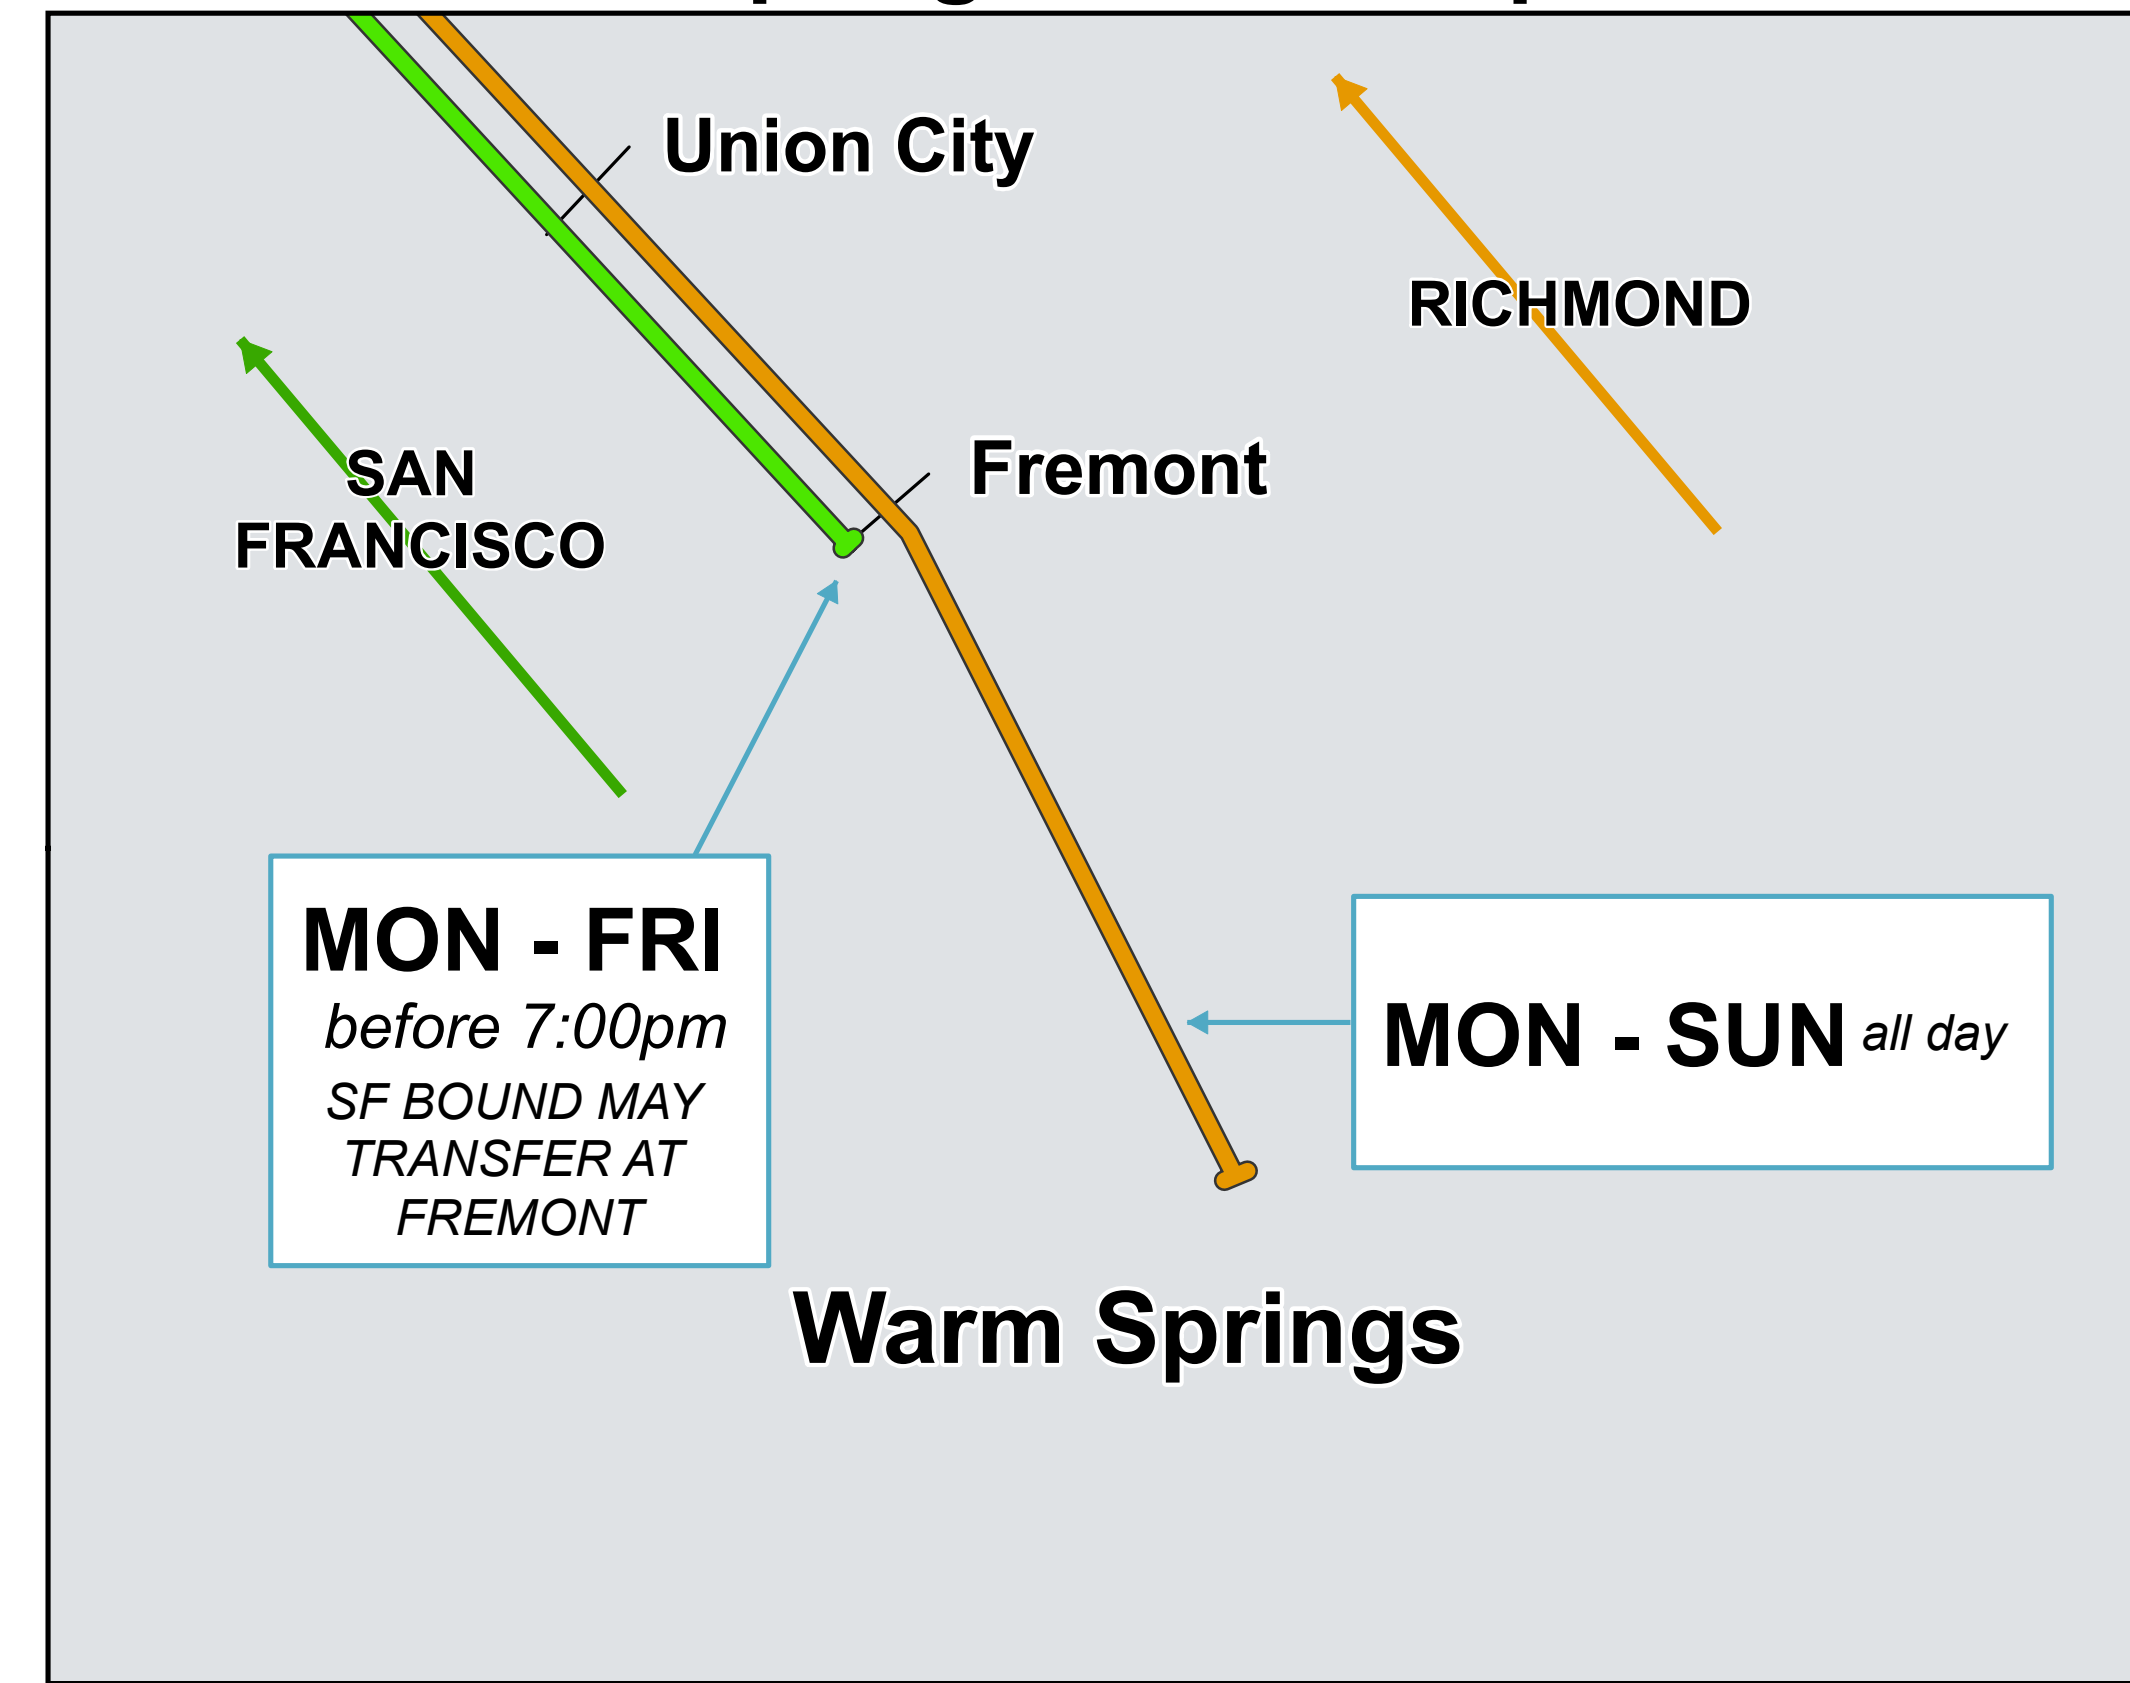 Union City
RICHMOND
SAN
FRANCISCO
Fremont
MON - FRI
before 7:00pm
SF BOUND MAY
TRANSFER AT
FREMONT
MON - SUN all day
Warm Springs